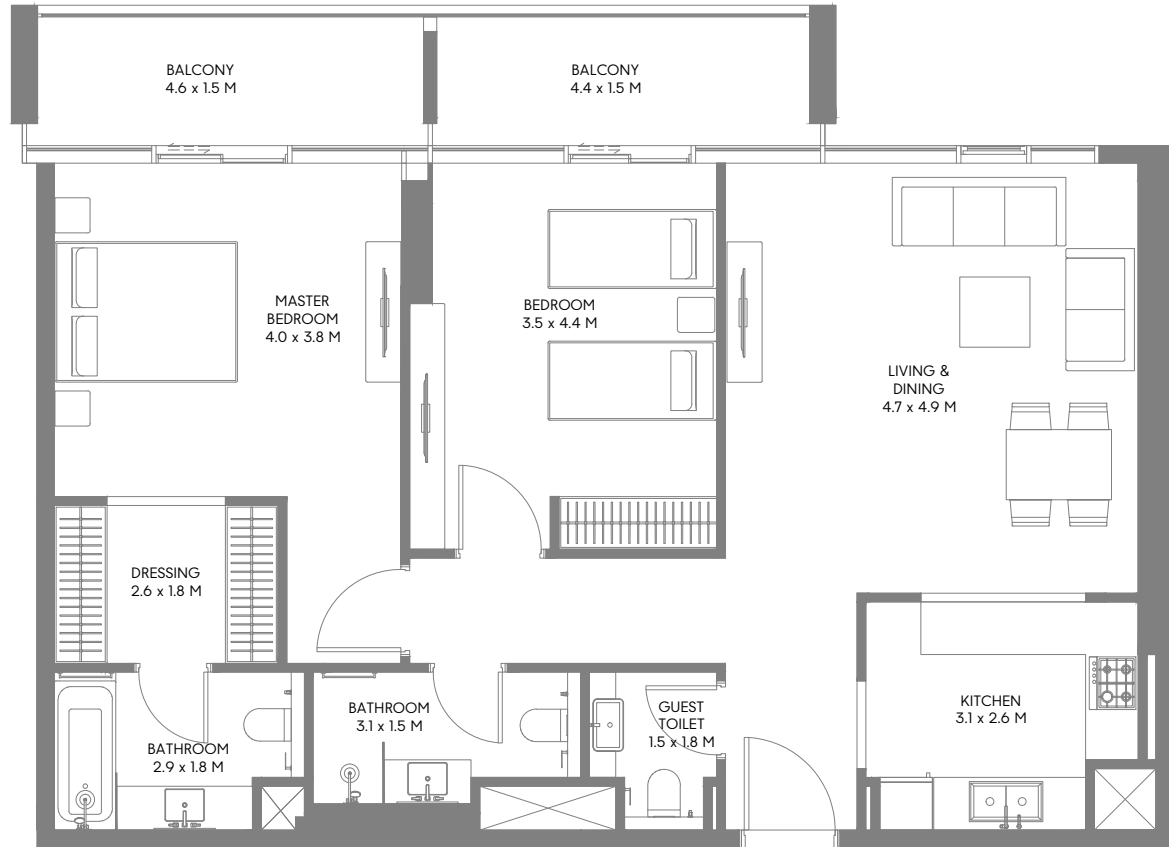 BALCONY
4.6 x 1.5 M
BALCONY
4.4 x 1.5 M
MASTER
BEDROOM
4.0 x 3.8 M
BEDROOM
3.5 x 4.4 M
LIVING &
DINING
4.7 x 4.9 M
DRESSING
2.6 x 1.8 M
BATHROOM
2.9 x 1.8 M
BATHROOM
3.1 x 1.5 M
GUEST
TOILET
1.5 x 1.8 M
KITCHEN
3.1 x 2.6 M